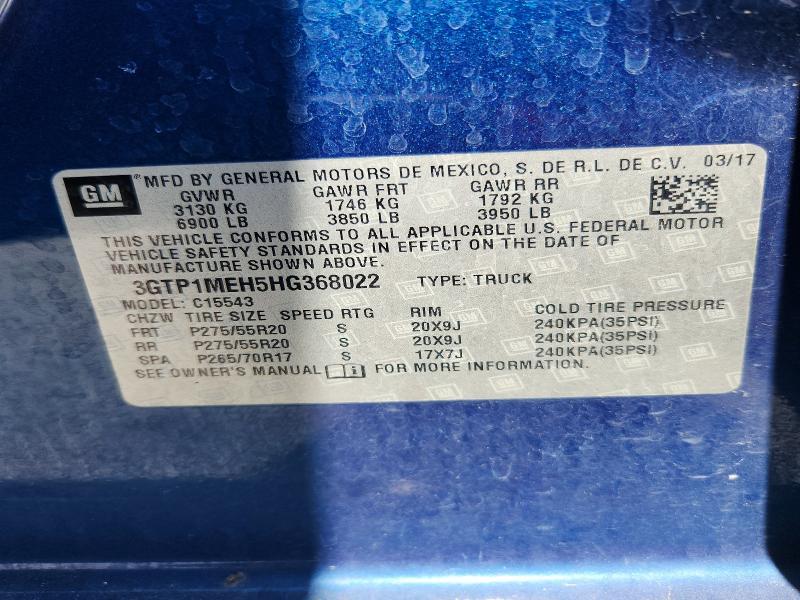 GM ® MFD BY GENERAL MOTORS DE MEXICO, S. DE R.L. DE C.V. 03/17
GVWR GAWR FRT GAWR RR
3130 KG 1746 KG 1792 KG
6900 LB 3850 LB 3950 LB
THIS VEHICLE CONFORMS TO ALL APPLICABLE U.S. FEDERAL MOTOR
VEHICLE SAFETY STANDARDS IN EFFECT ON THE DATE OF
MANUFACTURE SHOWN ABOVE.
3GTP1MEH5HG368022 TYPE: TRUCK
MODEL: C15543
CHZW TIRE SIZE SPEED RTG RIM COLD TIRE PRESSURE
FRT P275/55R20 S 20X9J 240KPA(35PSI)
RR P275/55R20 S 20X9J 240KPA(35PSI)
SPA P265/70R17 S 17X7J 240KPA(35PSI)
SEE OWNER'S MANUAL i FOR MORE INFORMATION.